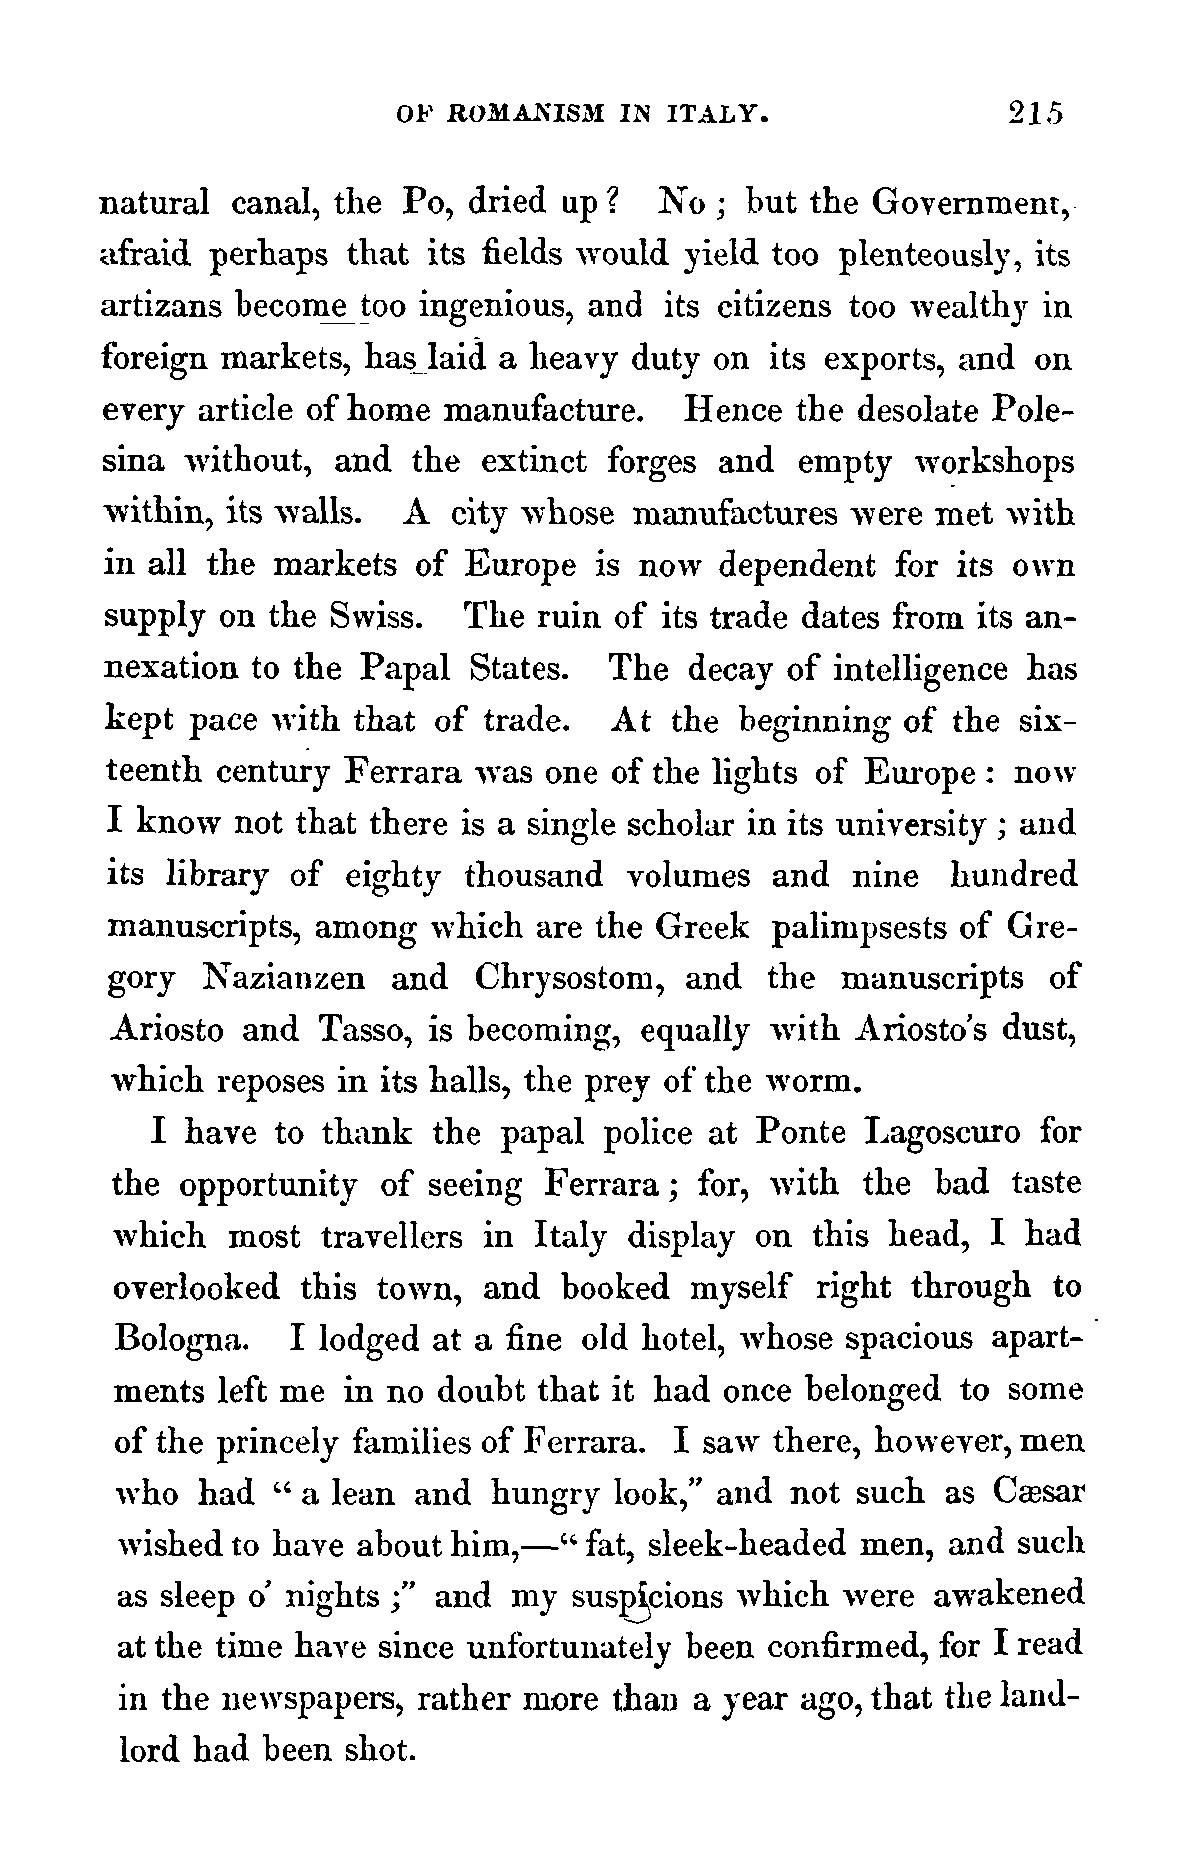 OF ROMANISM IN ITALY. 215
natural canal, the Po, dried up? No; but the Government,
afraid perhaps that its fields would yield too plenteously, its
artizans become too ingenious, and its citizens too wealthy in
foreign markets, has laid a heavy duty on its exports, and on
every article of home manufacture. Hence the desolate Pole-
sina without, and the extinct forges and empty workshops
within, its walls. A city whose manufactures were met with
in all the markets of Europe is now dependent for its own
supply on the Swiss. The ruin of its trade dates from its an-
nexation to the Papal States. The decay of intelligence has
kept pace with that of trade. At the beginning of the six-
teenth century Ferrara was one of the lights of Europe: now
I know not that there is a single scholar in its university; and
its library of eighty thousand volumes and nine hundred
manuscripts, among which are the Greek palimpsests of Gre-
gory Nazianzen and Chrysostom, and the manuscripts of
Ariosto and Tasso, is becoming, equally with Ariosto's dust,
which reposes in its halls, the prey of the worm.
I have to thank the papal police at Ponte Lagoscuro for
the opportunity of seeing Ferrara; for, with the bad taste
which most travellers in Italy display on this head, I had
overlooked this town, and booked myself right through to
Bologna. I lodged at a fine old hotel, whose spacious apart-
ments left me in no doubt that it had once belonged to some
of the princely families of Ferrara. I saw there, however, men
who had "a lean and hungry look," and not such as Cæsar
wished to have about him,—"fat, sleek-headed men, and such
as sleep o' nights;" and my suspicions which were awakened
at the time have since unfortunately been confirmed, for I read
in the newspapers, rather more than a year ago, that the land-
lord had been shot.